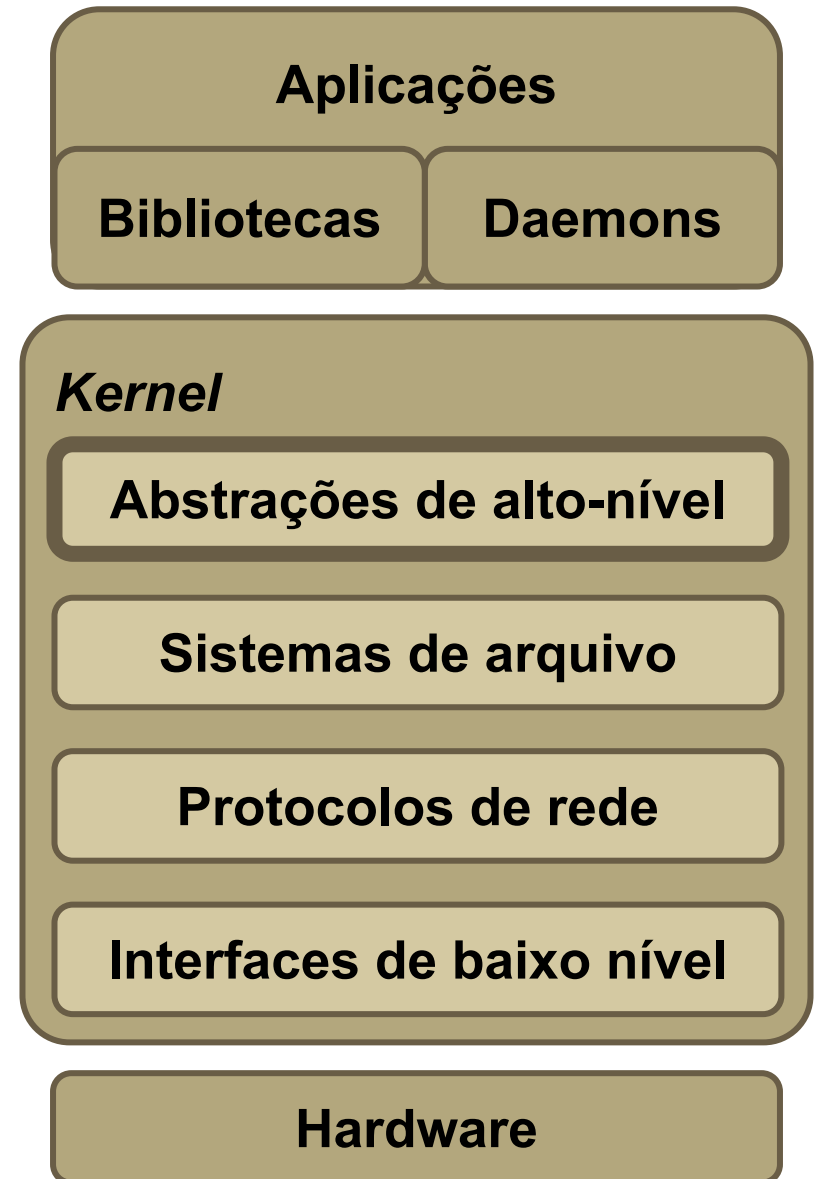 Aplicações
Bibliotecas Daemons
Kernel
Abstrações de alto-nível
Sistemas de arquivo
Protocolos de rede
Interfaces de baixo nível
Hardware